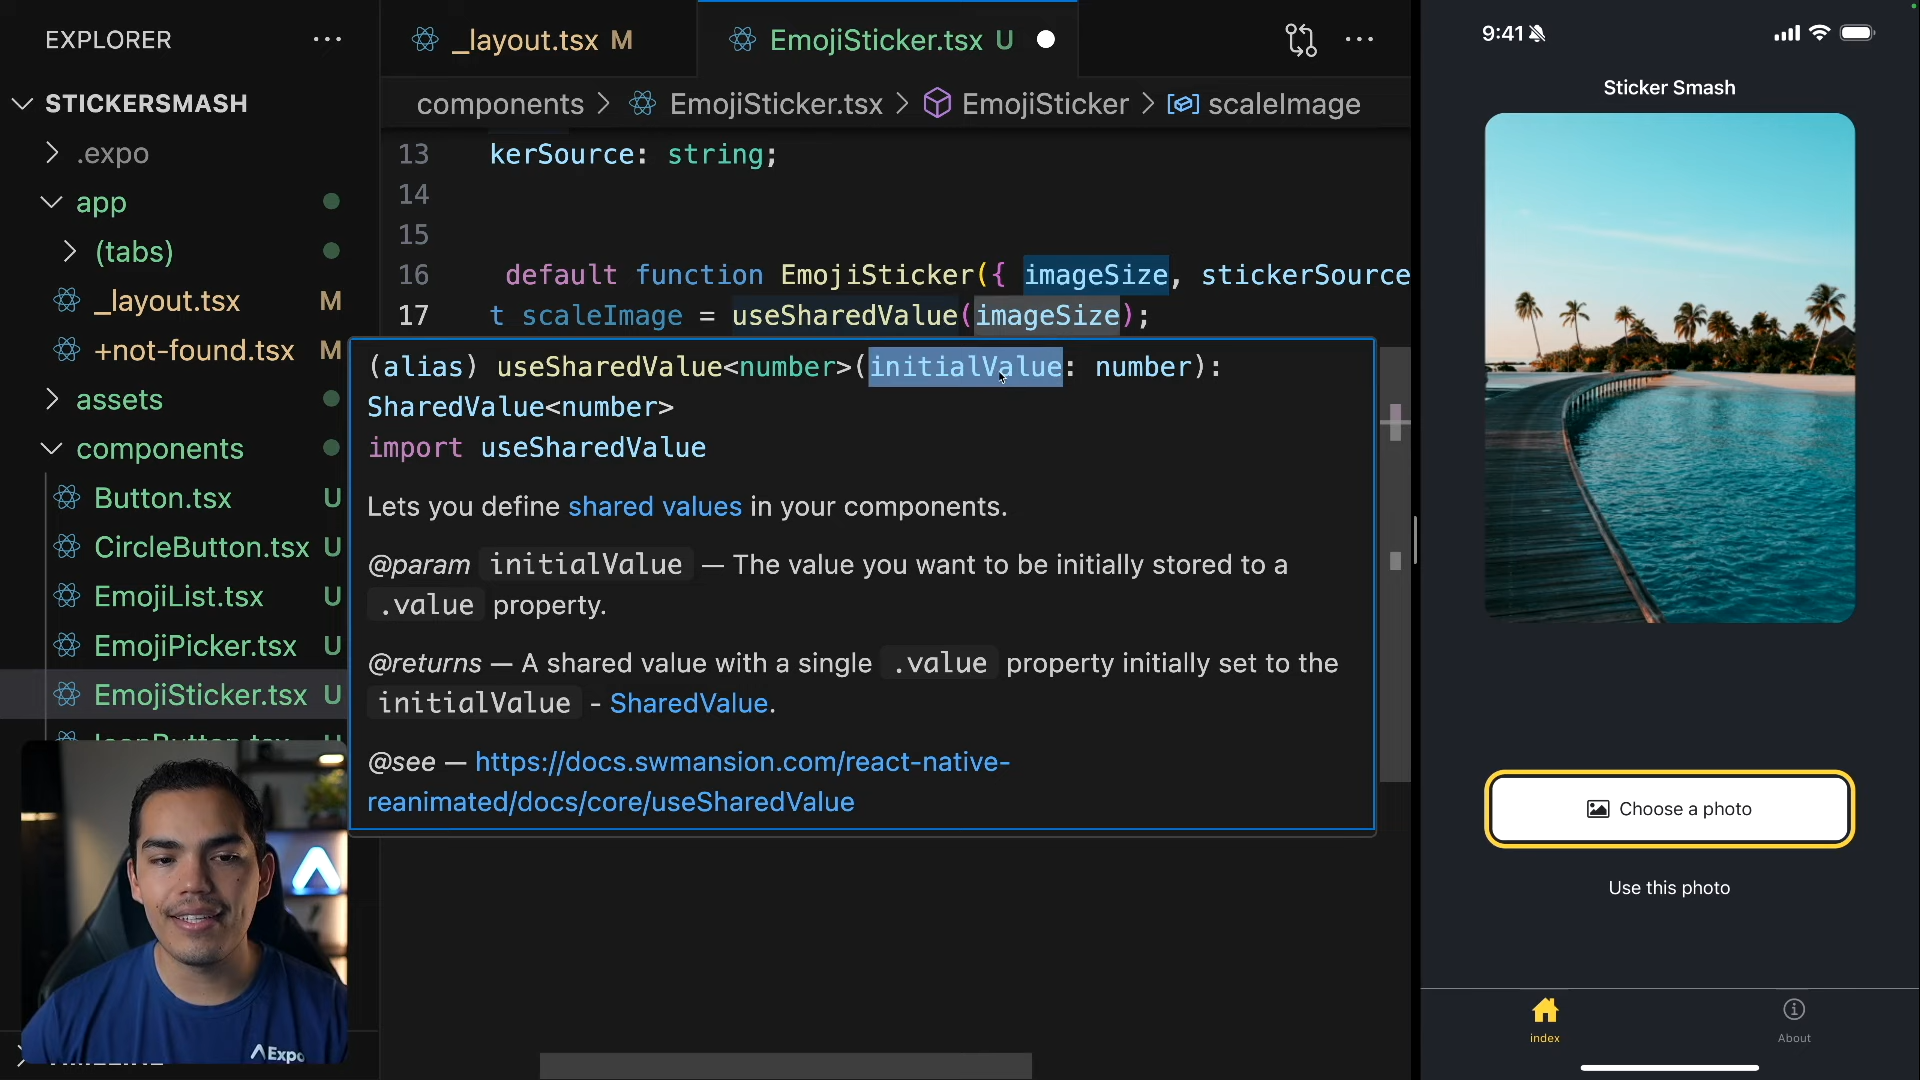 EXPLORER
STICKERSMASH
.expo
app
(tabs)
_layout.tsx M
+not-found.tsx M
assets
components
Button.tsx U
CircleButton.tsx U
EmojiList.tsx U
EmojiPicker.tsx U
EmojiSticker.tsx U
IconButton.tsx U
Expo
_layout.tsx M
EmojiSticker.tsx U
components > EmojiSticker.tsx > EmojiSticker > scaleImage
13 kerSource: string;
14
15
16 default function EmojiSticker({ imageSize, stickerSource
17 t scaleImage = useSharedValue(imageSize);
(alias) useSharedValue<number>(initialValue: number):
SharedValue<number>
import useSharedValue
Lets you define shared values in your components.
@param initialValue — The value you want to be initially stored to a
.value property.
@returns — A shared value with a single .value property initially set to the
initialValue - SharedValue.
@see — https://docs.swmansion.com/react-native-
reanimated/docs/core/useSharedValue
9:41
Sticker Smash
Choose a photo
Use this photo
index
About